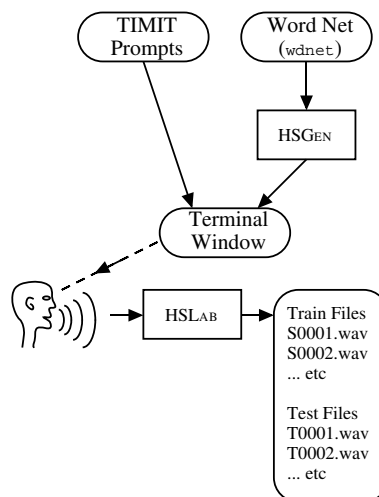 TIMIT
Prompts
Word Net
(wdnet)
HSGEN
Terminal
Window
HSLAB
Train Files
S0001.wav
S0002.wav
... etc
Test Files
T0001.wav
T0002.wav
... etc